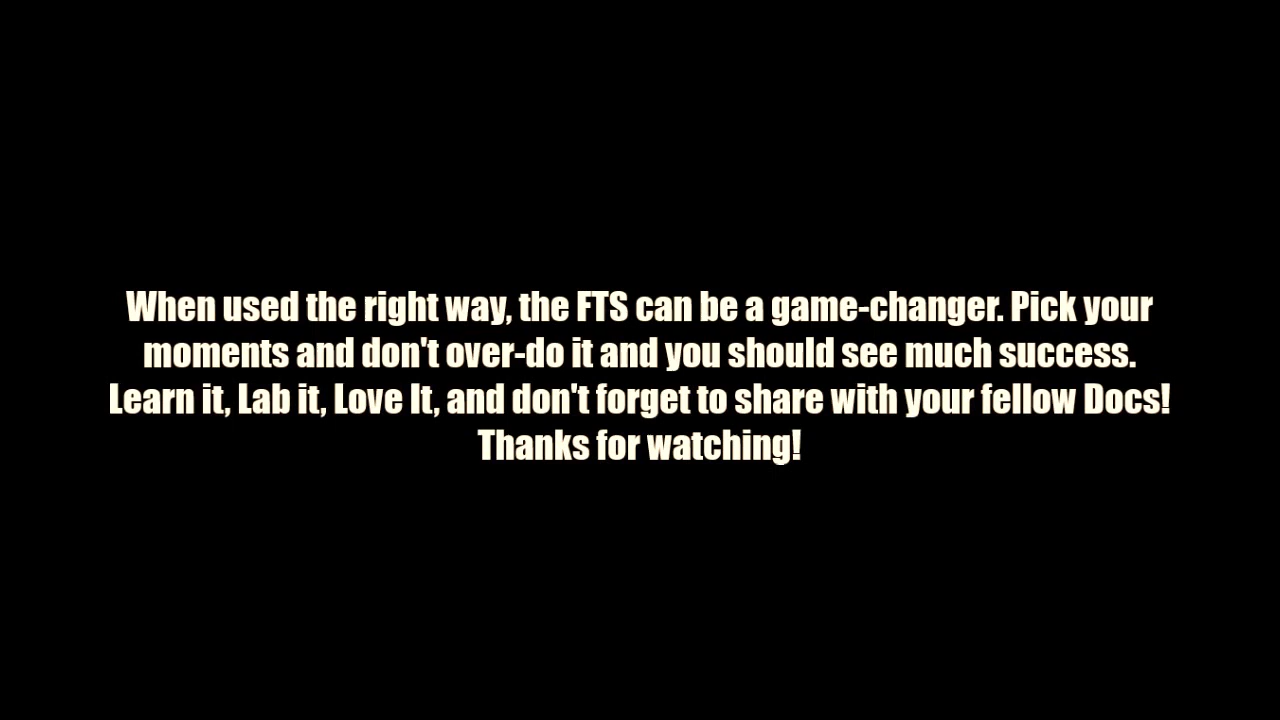 When used the right way, the FTS can be a game-changer. Pick your
moments and don't over-do it and you should see much success.
Learn it, Lab it, Love It, and don't forget to share with your fellow Docs!
Thanks for watching!